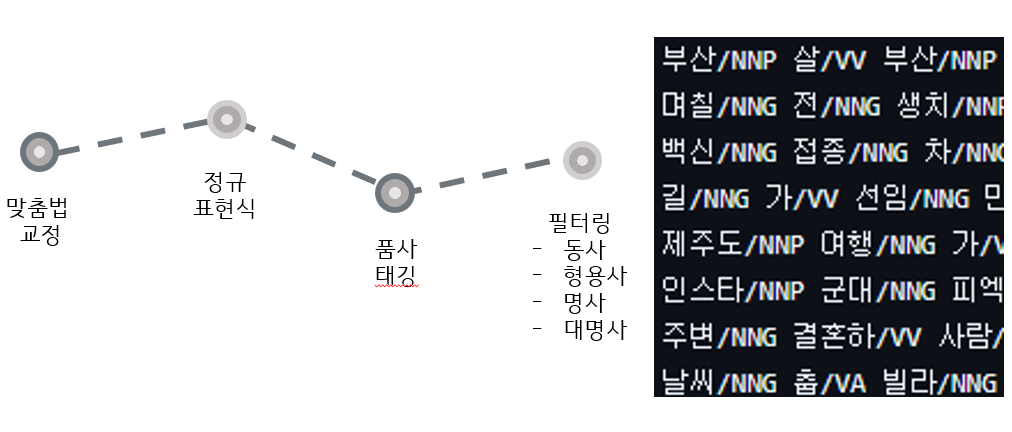 맞춤법
교정
정규
표현식
품사
태깅
필터링
- 동사
- 형용사
- 명사
- 대명사
부산/NNP 살/VV 부산/NNP
며칠/NNG 전/NNG 생치/NNP
백신/NNG 접종/NNG 차/NNG
길/NNG 가/VV 선임/NNG 민
제주도/NNP 여행/NNG 가/V
인스타/NNP 군대/NNG 피엑
주변/NNG 결혼하/VV 사람/
날씨/NNG 춥/VA 빌라/NNG